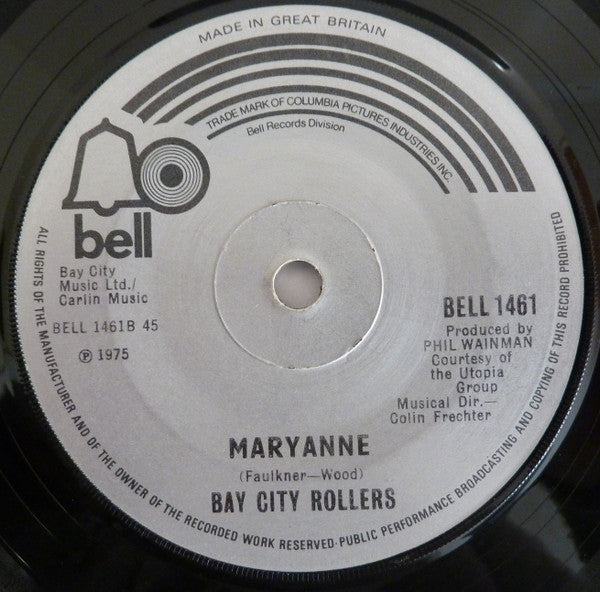 MADE IN GREAT BRITAIN
TRADE MARK OF COLUMBIA PICTURES INDUSTRIES INC.
Bell Records Division
bell
Bay City
Music Ltd./
Carlin Music
BELL 1461B 45
Ⓟ 1975
BELL 1461
Produced by
PHIL WAINMAN
Courtesy of
the Utopia
Group
Musical Dir.—
Colin Frechter
MARYANNE
(Faulkner—Wood)
BAY CITY ROLLERS
ALL RIGHTS OF THE MANUFACTURER AND OF THE OWNER OF THE RECORDED WORK RESERVED·PUBLIC PERFORMANCE BROADCASTING AND COPYING OF THIS RECORD PROHIBITED